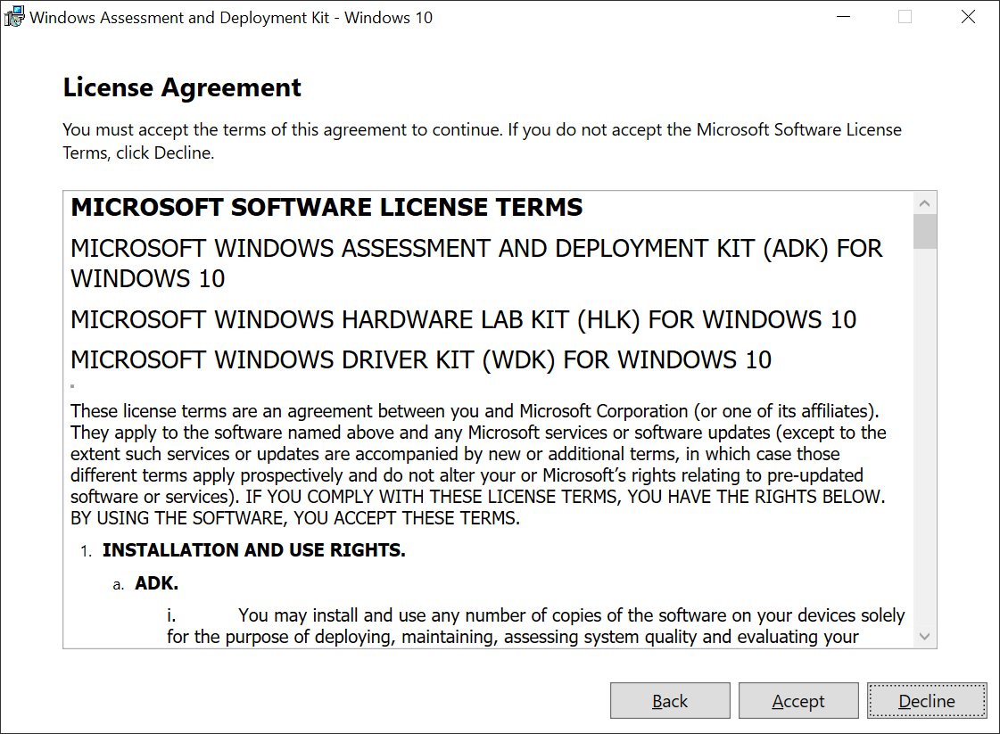 Windows Assessment and Deployment Kit - Windows 10
License Agreement
You must accept the terms of this agreement to continue. If you do not accept the Microsoft Software License
Terms, click Decline.
MICROSOFT SOFTWARE LICENSE TERMS
MICROSOFT WINDOWS ASSESSMENT AND DEPLOYMENT KIT (ADK) FOR
WINDOWS 10
MICROSOFT WINDOWS HARDWARE LAB KIT (HLK) FOR WINDOWS 10
MICROSOFT WINDOWS DRIVER KIT (WDK) FOR WINDOWS 10
These license terms are an agreement between you and Microsoft Corporation (or one of its affiliates).
They apply to the software named above and any Microsoft services or software updates (except to the
extent such services or updates are accompanied by new or additional terms, in which case those
different terms apply prospectively and do not alter your or Microsoft’s rights relating to pre-updated
software or services). IF YOU COMPLY WITH THESE LICENSE TERMS, YOU HAVE THE RIGHTS BELOW.
BY USING THE SOFTWARE, YOU ACCEPT THESE TERMS.
1. INSTALLATION AND USE RIGHTS.
a. ADK.
i. You may install and use any number of copies of the software on your devices solely
for the purpose of deploying, maintaining, assessing system quality and evaluating your
Back
Accept
Decline